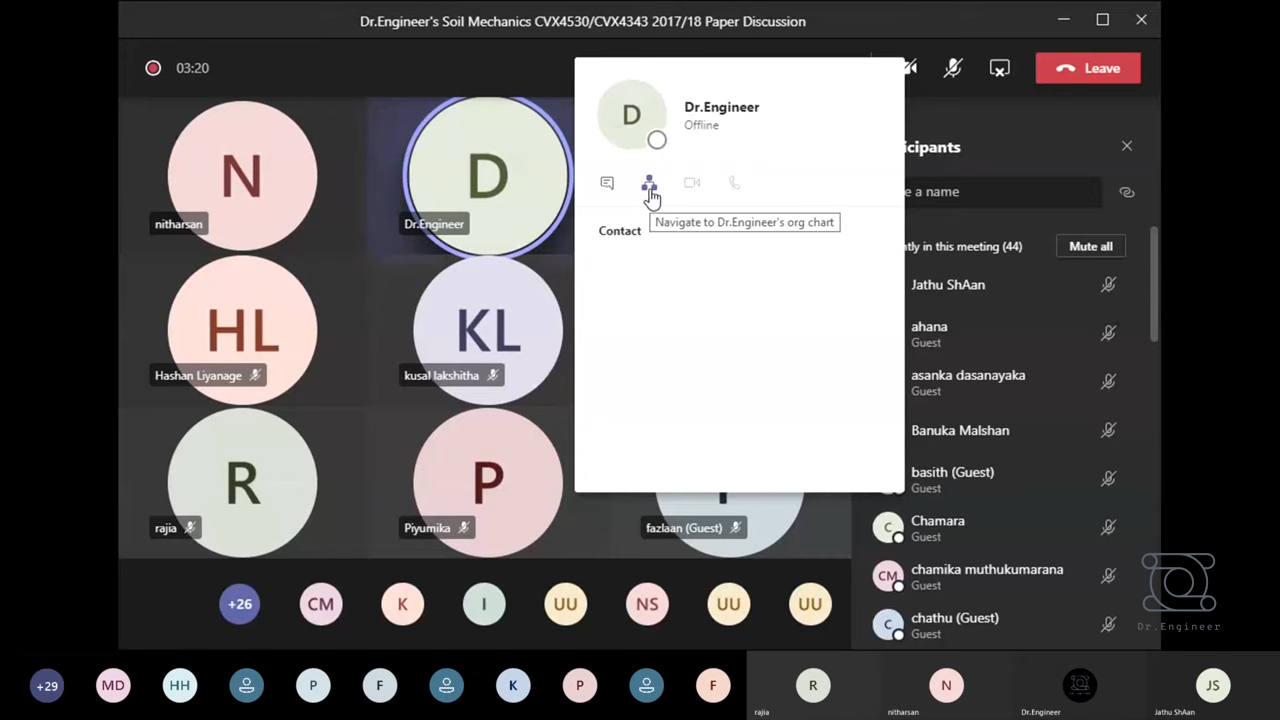 Dr.Engineer's Soil Mechanics CVX4530/CVX4343 2017/18 Paper Discussion
03:20
Leave
N
nitharsan
D
Dr.Engineer
D
Dr.Engineer
Offline
Navigate to Dr.Engineer's org chart
Contact
HL
Hashan Liyanage
KL
kusal lakshitha
R
rajia
P
Piyumika
fazlaan (Guest)
ticipants
e a name
ntly in this meeting (44)
Mute all
Jathu ShAan
ahana
Guest
asanka dasanayaka
Guest
Banuka Malshan
basith (Guest)
Guest
C
Chamara
Guest
CM
chamika muthukumarana
Guest
C
chathu (Guest)
Guest
+26
CM
K
I
UU
NS
UU
UU
Dr.Engineer
+29
MD
HH
P
F
K
P
F
R
rajia
N
nitharsan
Dr.Engineer
JS
Jathu ShAan